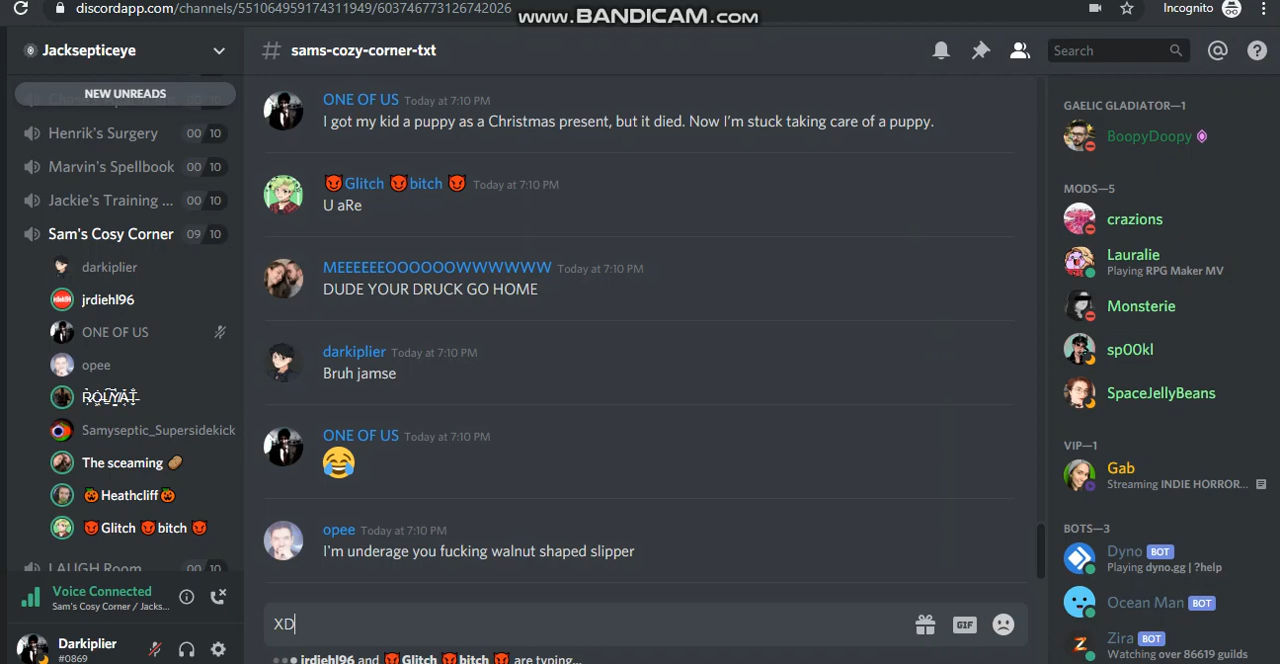 discordapp.com/channels/551064959174311949/603746773126742026
www.BANDICAM.com
Incognito
Jacksepticeye
NEW UNREADS
Henrik's Surgery 00 10
Marvin's Spellbook 00 10
Jackie's Training ... 00 10
Sam's Cosy Corner 09 10
darkiplier
jrdiehl96
ONE OF US
opee
Samyseptic_Supersidekick
The sceaming 🥔
🎃Heathcliff🎃
😈Glitch 😈bitch 😈
LAUGH Room 00 10
Voice Connected
Sam's Cosy Corner / Jacks...
Darkiplier
#0869
# sams-cozy-corner-txt
Search
ONE OF US Today at 7:10 PM
I got my kid a puppy as a Christmas present, but it died. Now I'm stuck taking care of a puppy.
😈Glitch 😈bitch 😈 Today at 7:10 PM
U aRe
MEEEEEEOOOOOOWWWWWW Today at 7:10 PM
DUDE YOUR DRUCK GO HOME
darkiplier Today at 7:10 PM
Bruh jamse
ONE OF US Today at 7:10 PM
😂
opee Today at 7:10 PM
I'm underage you fucking walnut shaped slipper
XD
GIF
jrdiehl96 and 😈Glitch 😈bitch 😈 are typing...
GAELIC GLADIATOR—1
BoopyDoopy
MODS—5
crazions
Lauralie
Playing RPG Maker MV
Monsterie
sp00kl
SpaceJellyBeans
VIP—1
Gab
Streaming INDIE HORROR...
BOTS—3
Dyno BOT
Playing dyno.gg | ?help
Ocean Man BOT
Zira BOT
Watching over 86619 guilds